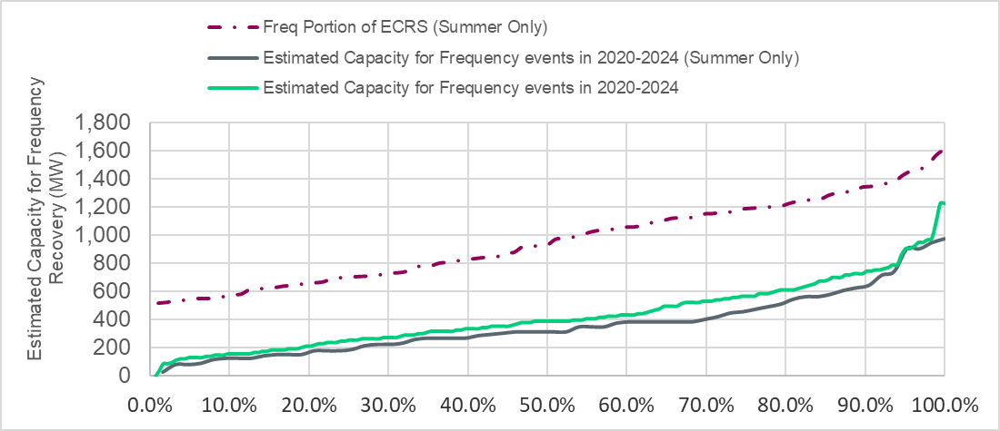 Freq Portion of ECRS (Summer Only)
Estimated Capacity for Frequency events in 2020-2024 (Summer Only)
Estimated Capacity for Frequency events in 2020-2024
Estimated Capacity for Frequency
Recovery (MW)
1,800
1,600
1,400
1,200
1,000
800
600
400
200
0
0.0% 10.0% 20.0% 30.0% 40.0% 50.0% 60.0% 70.0% 80.0% 90.0% 100.0%